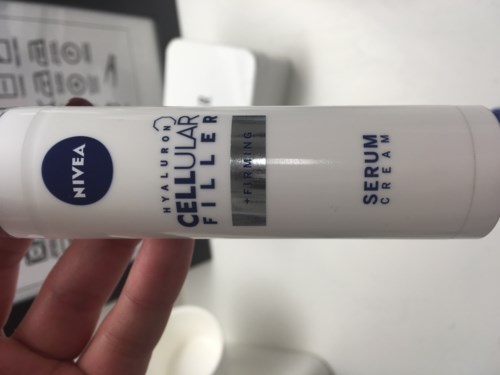 NIVEA
HYALURON
CELLULAR
FILLER
+FIRMING
SERUM
CREAM